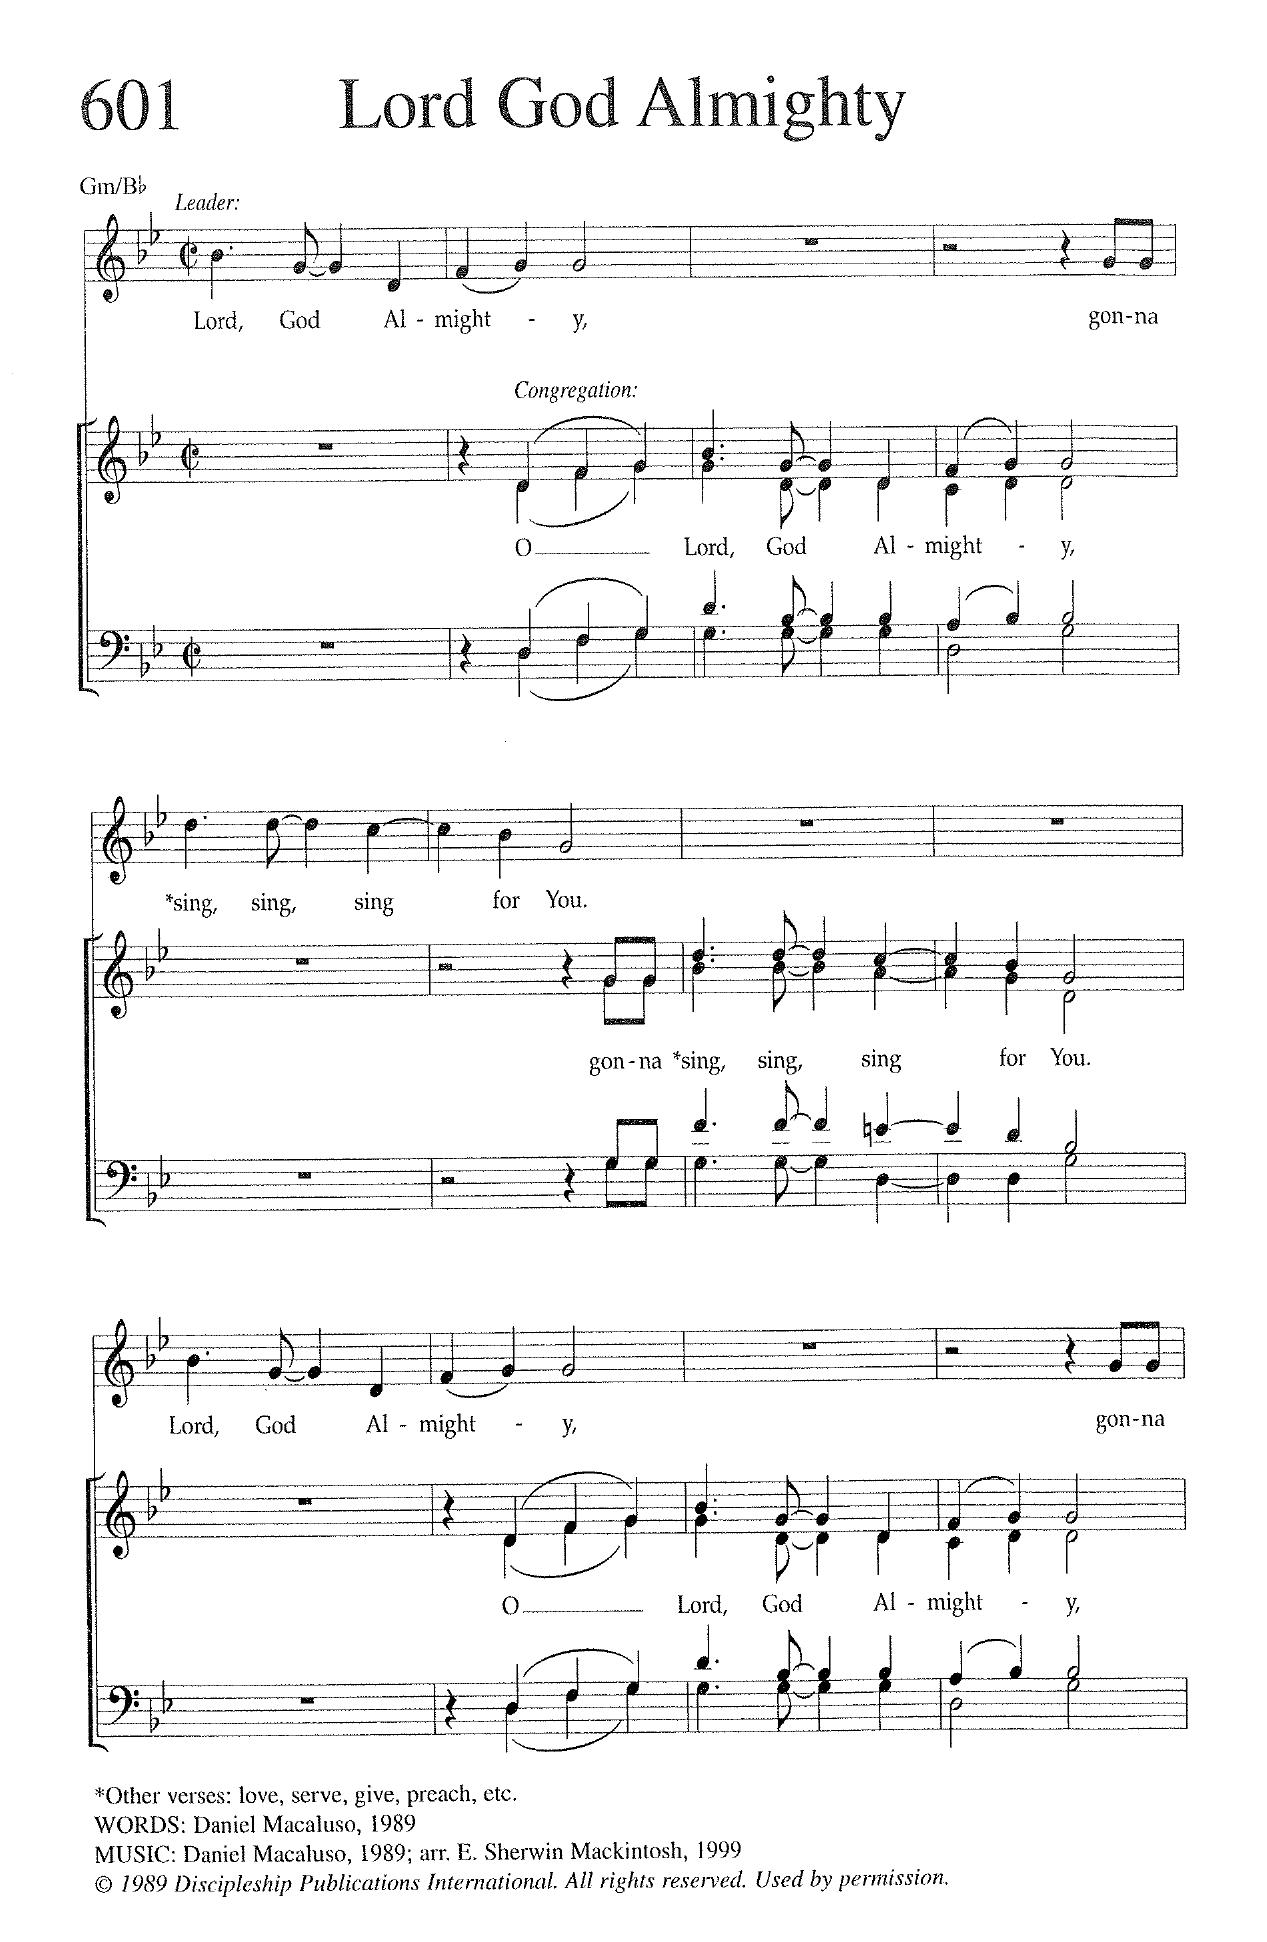 601 Lord God Almighty
Gm/B♭
Leader:
Lord, God Al - might - y, gon-na
Congregation:
O Lord, God Al - might - y,
*sing, sing, sing for You.
gon-na *sing, sing, sing for You.
Lord, God Al - might - y, gon-na
O Lord, God Al - might - y,
*Other verses: love, serve, give, preach, etc.
WORDS: Daniel Macaluso, 1989
MUSIC: Daniel Macaluso, 1989; arr. E. Sherwin Mackintosh, 1999
© 1989 Discipleship Publications International. All rights reserved. Used by permission.